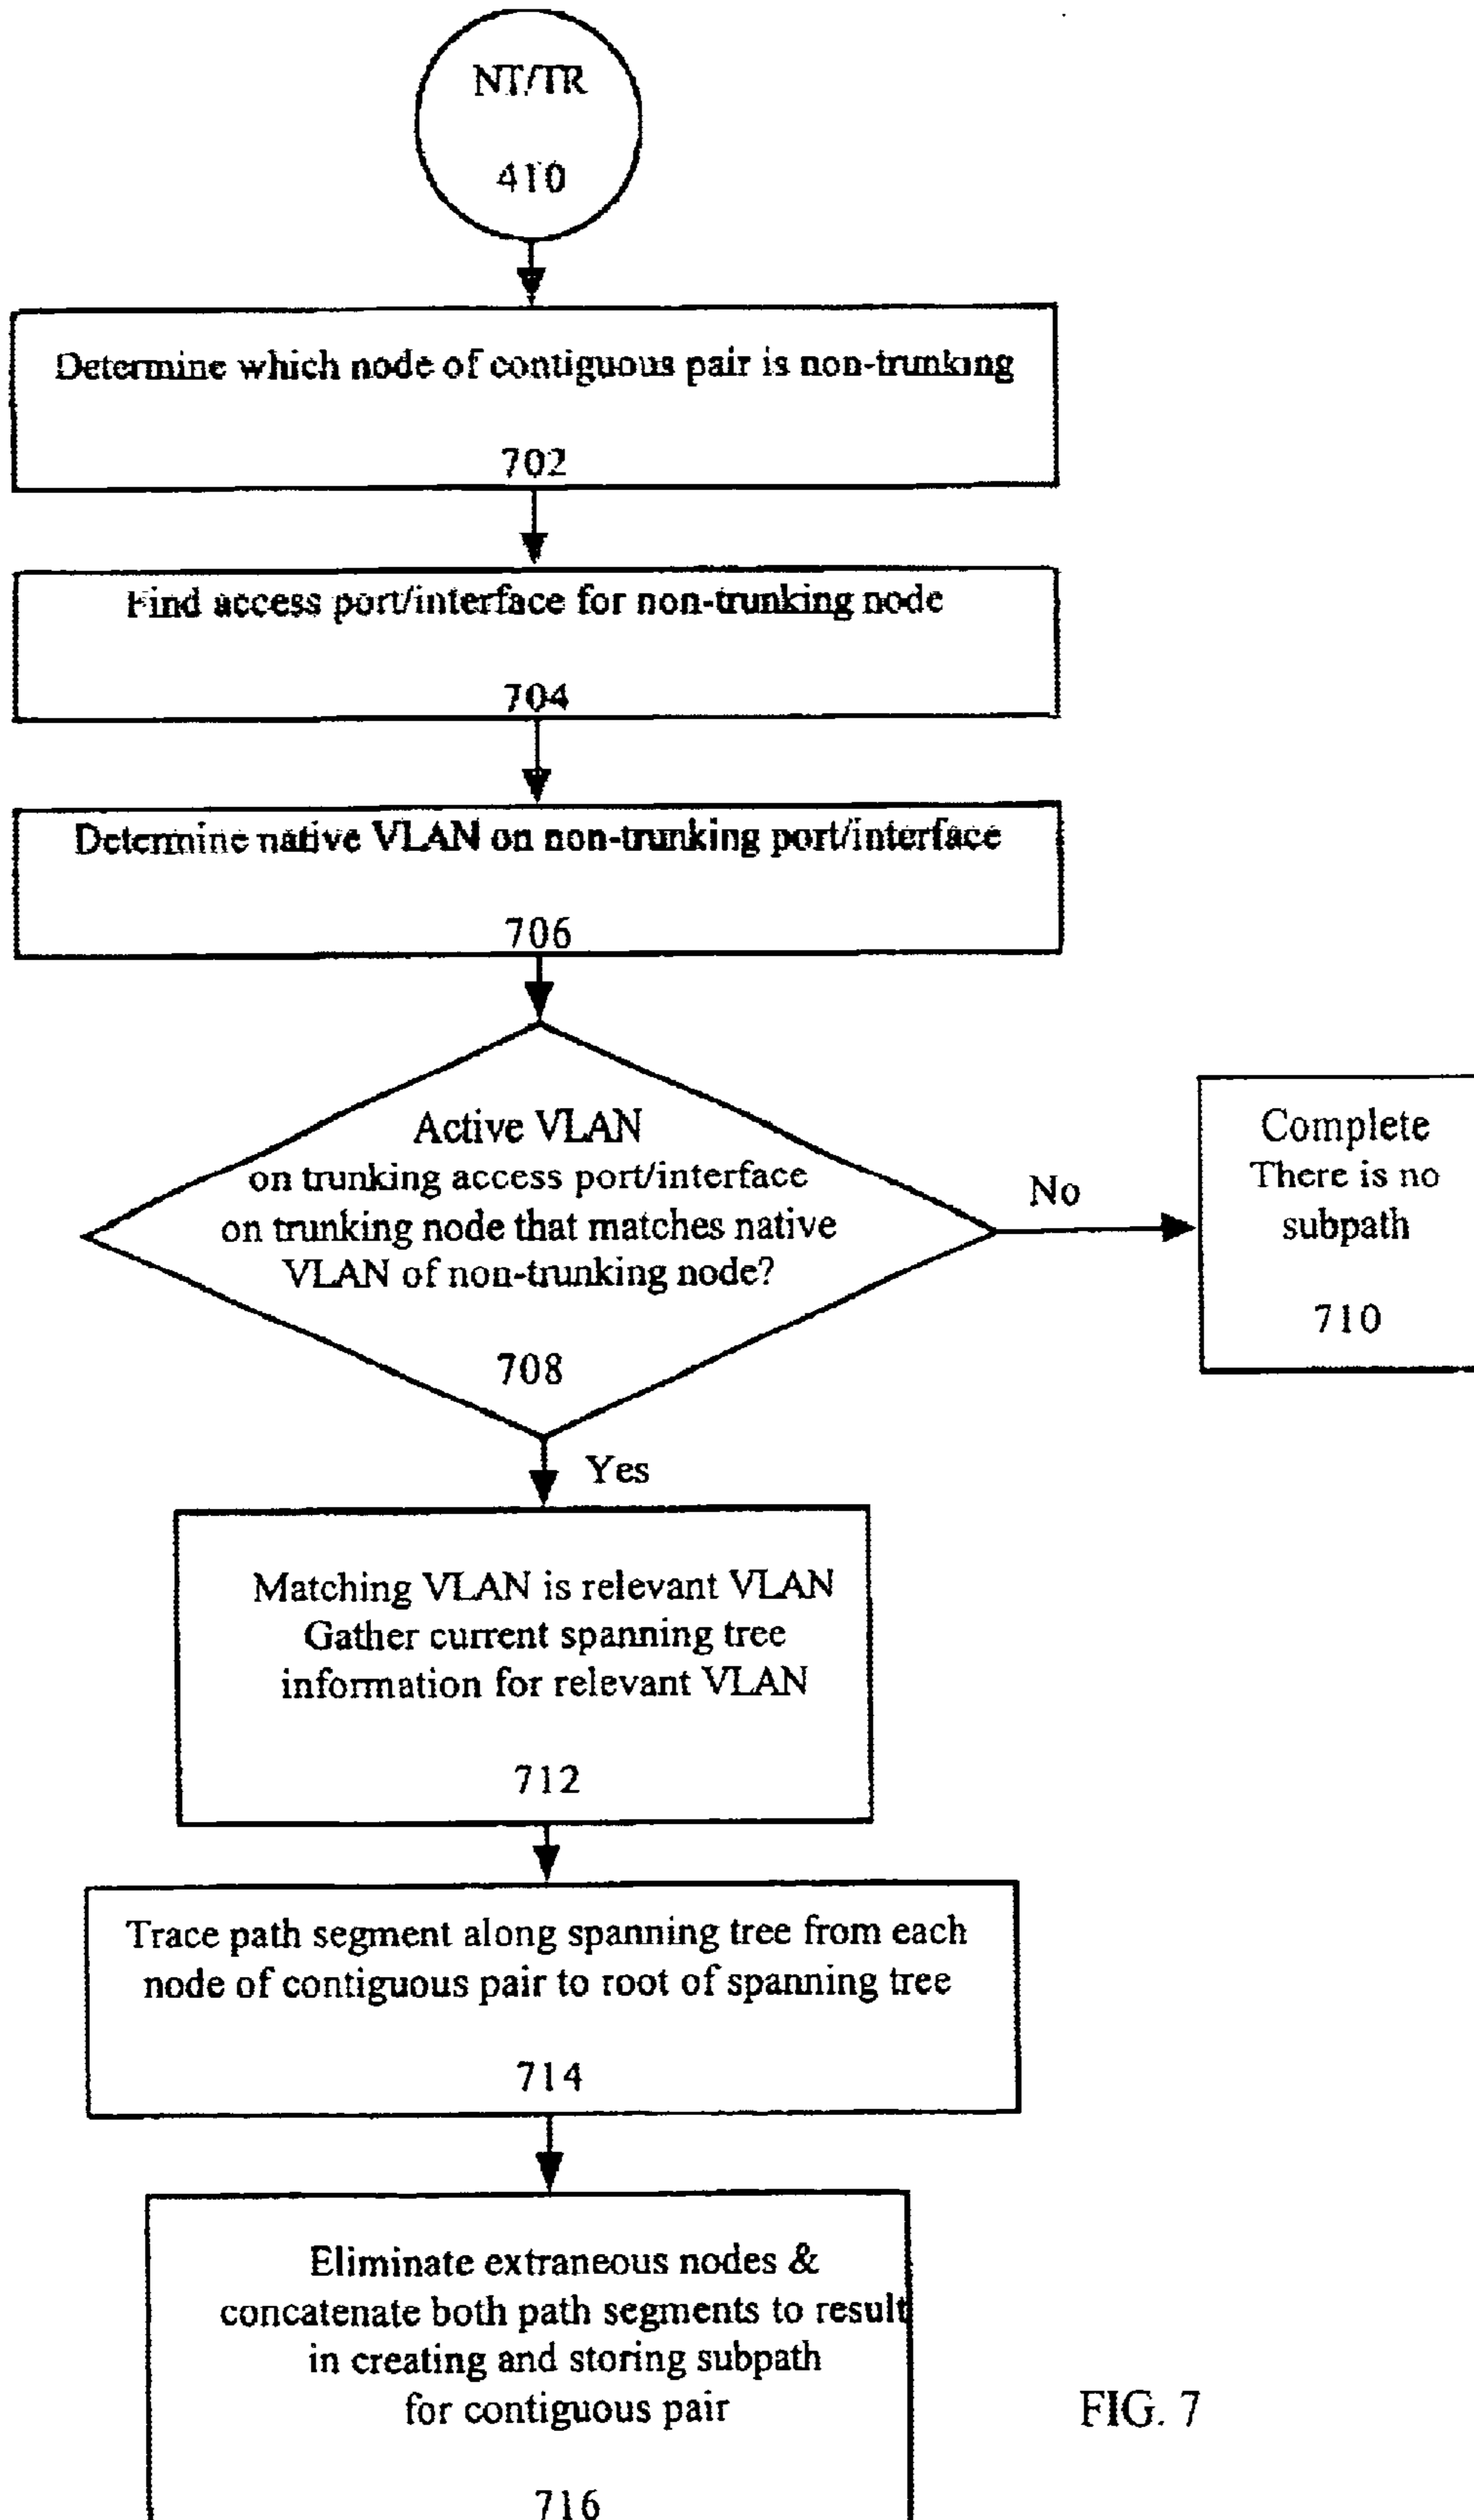 NT/TR
410
Determine which node of contiguous pair is non-trunking
702
Find access port/interface for non-trunking node
704
Determine native VLAN on non-trunking port/interface
706
Active VLAN
on trunking access port/interface
on trunking node that matches native
VLAN of non-trunking node?
708
No
Complete
There is no
subpath
710
Yes
Matching VLAN is relevant VLAN
Gather current spanning tree
information for relevant VLAN
712
Trace path segment along spanning tree from each
node of contiguous pair to root of spanning tree
714
Eliminate extraneous nodes &
concatenate both path segments to result
in creating and storing subpath
for contiguous pair
716
FIG. 7